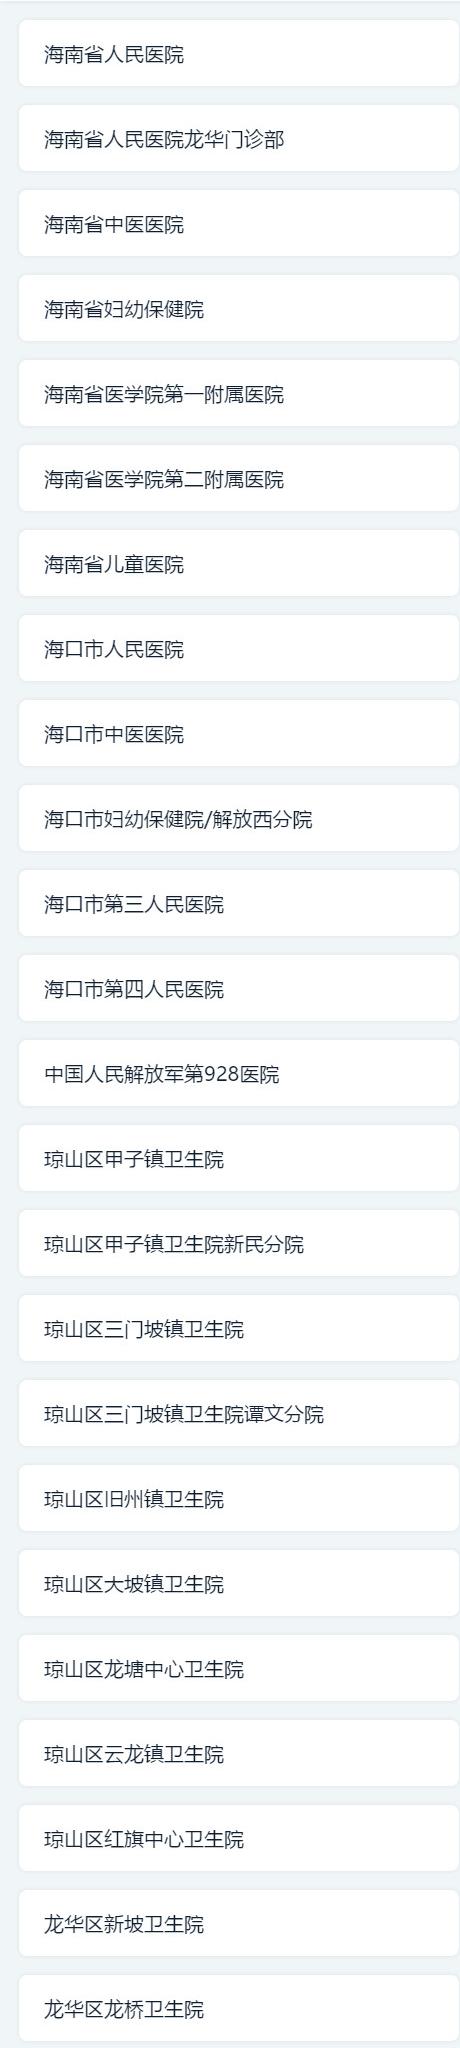 海南省人民医院
海南省人民医院龙华门诊部
海南省中医医院
海南省妇幼保健院
海南省医学院第一附属医院
海南省医学院第二附属医院
海南省儿童医院
海口市人民医院
海口市中医医院
海口市妇幼保健院/解放西分院
海口市第三人民医院
海口市第四人民医院
中国人民解放军第928医院
琼山区甲子镇卫生院
琼山区甲子镇卫生院新民分院
琼山区三门坡镇卫生院
琼山区三门坡镇卫生院谭文分院
琼山区旧州镇卫生院
琼山区大坡镇卫生院
琼山区龙塘中心卫生院
琼山区云龙镇卫生院
琼山区红旗中心卫生院
龙华区新坡卫生院
龙华区龙桥卫生院